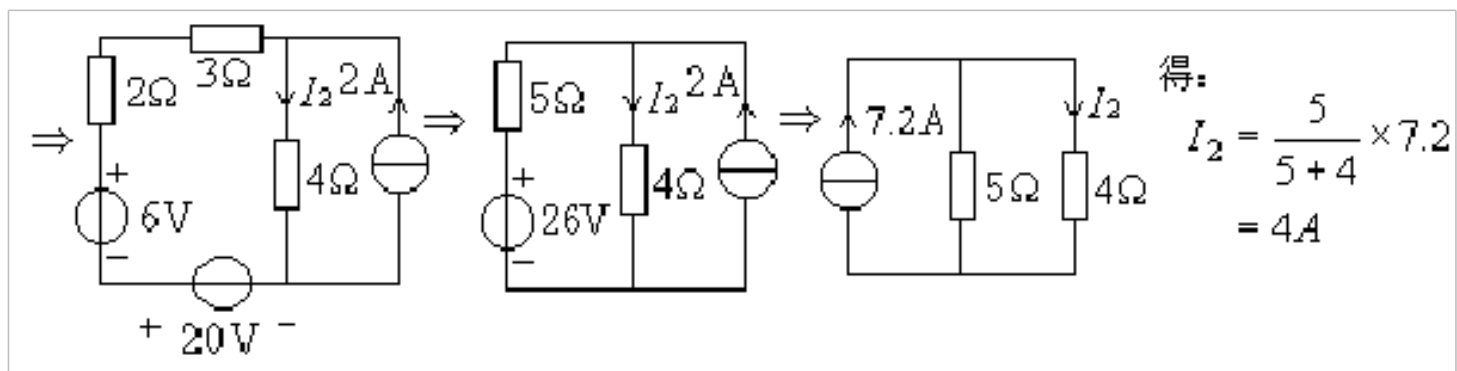 ⇒ 2Ω 3Ω I₂ 2A 4Ω + 6V − + 20V −
⇒ 5Ω I₂ 2A 4Ω + 26V −
⇒ 7.2A 5Ω I₂ 4Ω
得:
I₂ = 5/(5+4) × 7.2
= 4A